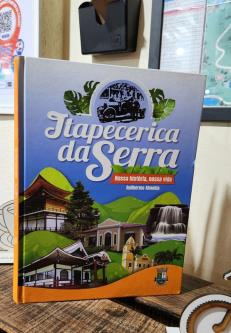 Itapecerica
da Serra
Nossa história, nossa vida
Guilherme Almeida